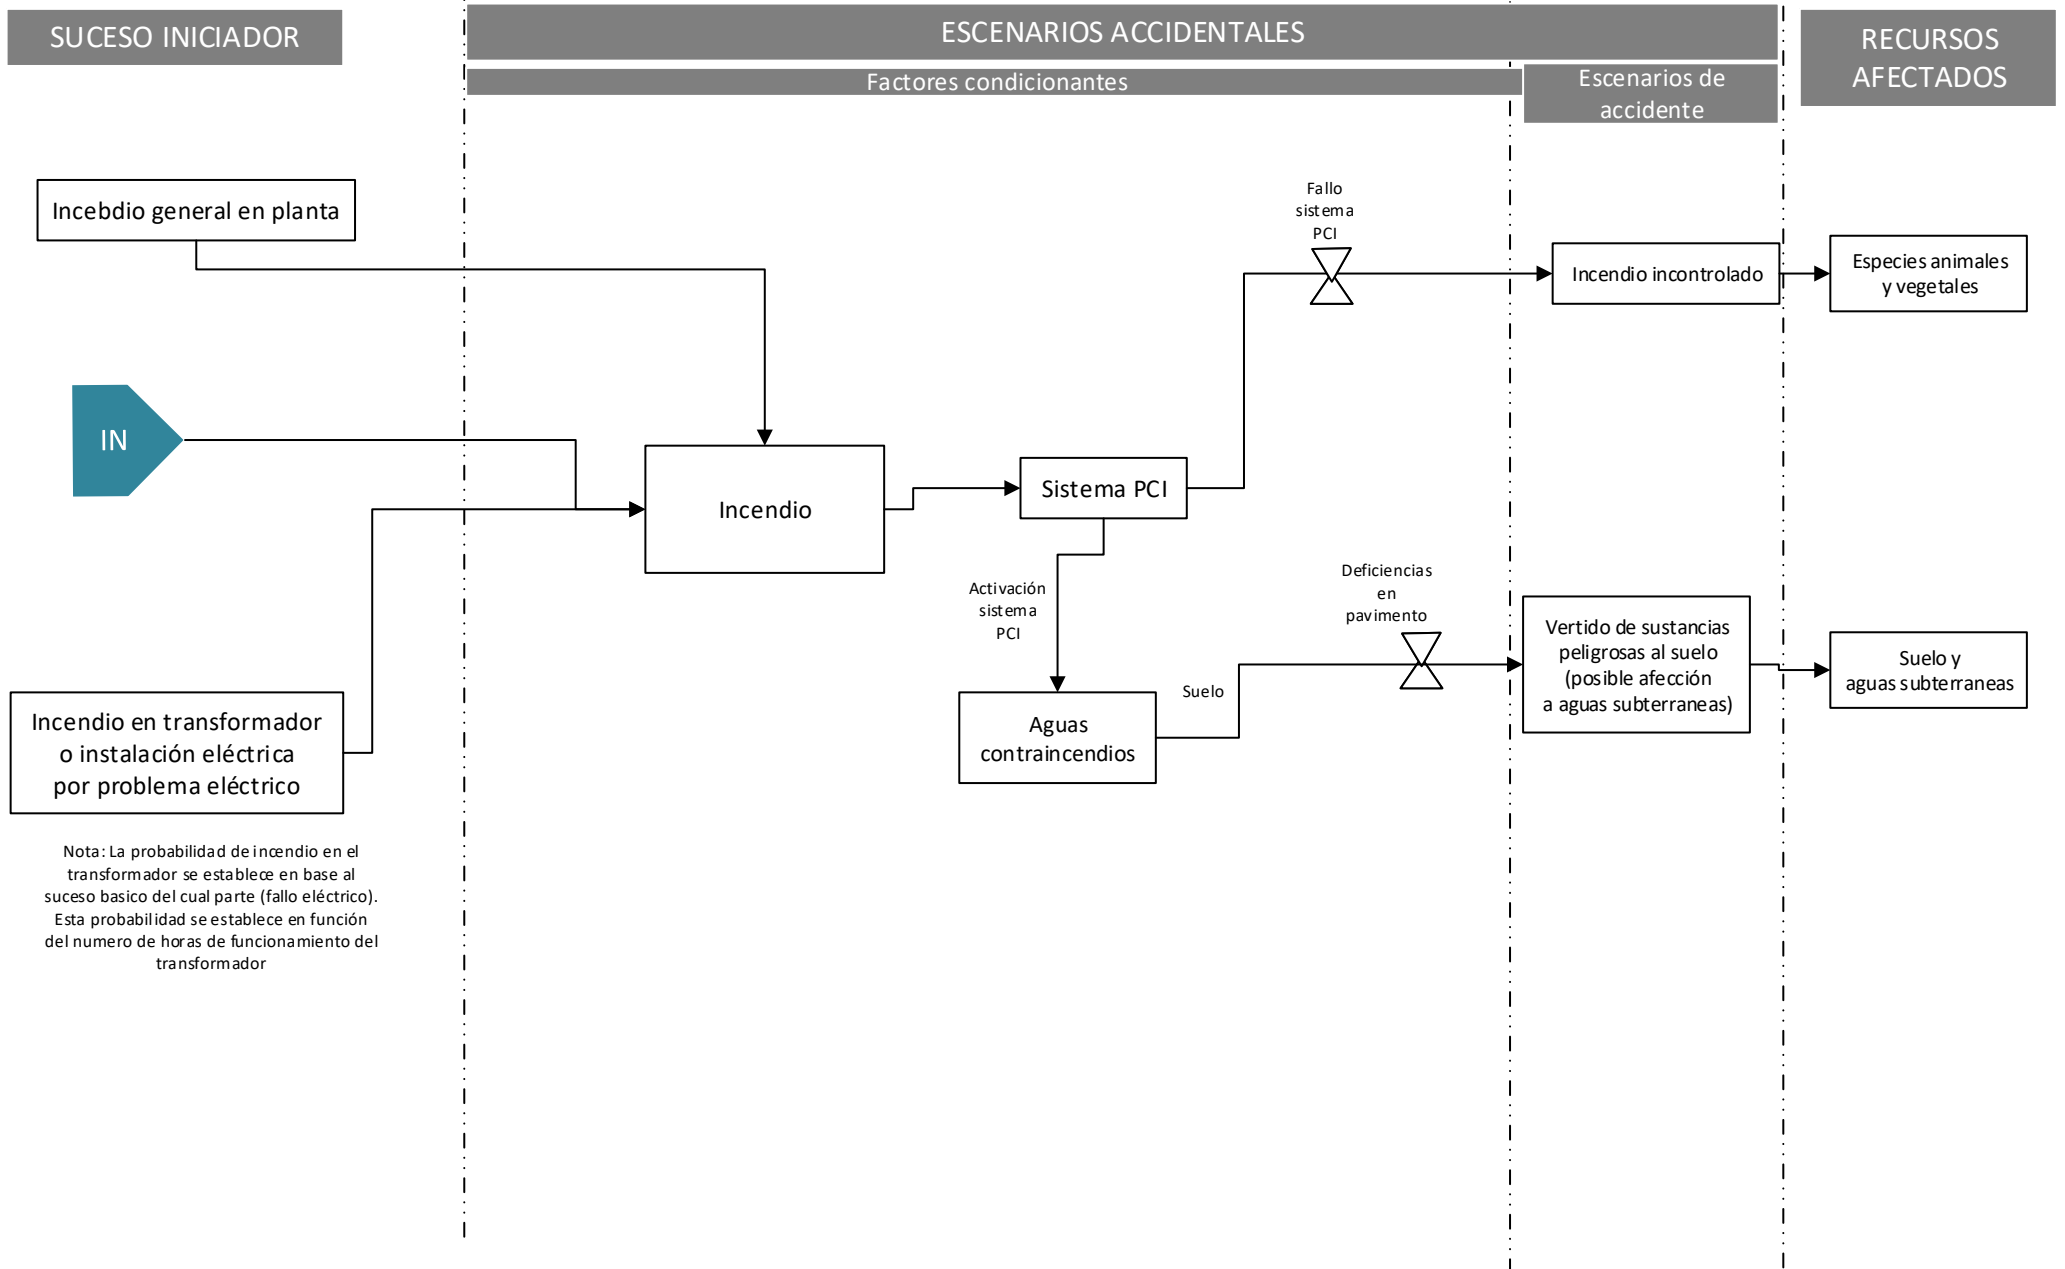 SUCESO INICIADOR
ESCENARIOS ACCIDENTALES
RECURSOS
AFECTADOS
Factores condicionantes
Escenarios de
accidente
Incebdio general en planta
Fallo
sistema
PCI
Incendio incontrolado
Especies animales
y vegetales
IN
Incendio
Sistema PCI
Activación
sistema
PCI
Deficiencias
en
pavimento
Suelo
Aguas
contraincendios
Vertido de sustancias
peligrosas al suelo
(posible afección
a aguas subterraneas)
Suelo y
aguas subterraneas
Incendio en transformador
o instalación eléctrica
por problema eléctrico
Nota: La probabilidad de incendio en el
transformador se establece en base al
suceso basico del cual parte (fallo eléctrico).
Esta probabilidad se establece en función
del numero de horas de funcionamiento del
transformador